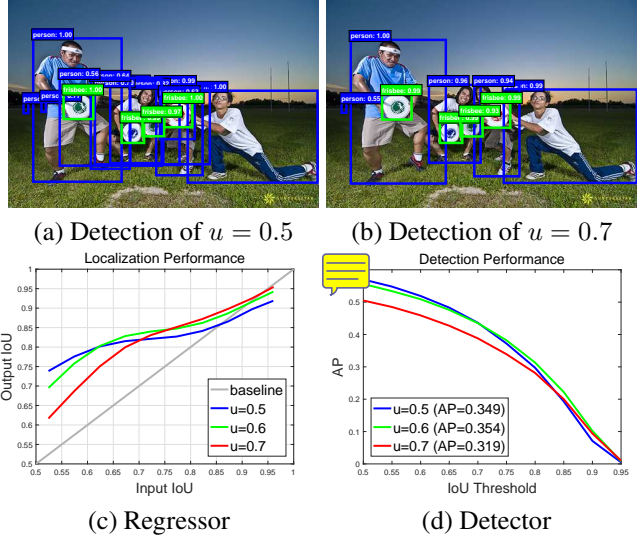 person: 1.00
person: 0.56
person: 0.99
frisbee: 1.00
frisbee: 1.00
person: 1.00
frisbee: 0.97
person: 1.00
person: 0.96
person: 0.94
person: 0.99
person: 0.55
frisbee: 0.99
(a) Detection of u = 0.5
(b) Detection of u = 0.7
Localization Performance
Detection Performance
Output IoU
1
0.95
0.9
0.85
0.8
0.75
0.7
0.65
0.6
0.55
0.5
0.5 0.55 0.6 0.65 0.7 0.75 0.8 0.85 0.9 0.95 1
Input IoU
baseline
u=0.5
u=0.6
u=0.7
AP
0.5
0.4
0.3
0.2
0.1
0
0.5 0.55 0.6 0.65 0.7 0.75 0.8 0.85 0.9 0.95
IoU Threshold
u=0.5 (AP=0.349)
u=0.6 (AP=0.354)
u=0.7 (AP=0.319)
(c) Regressor
(d) Detector